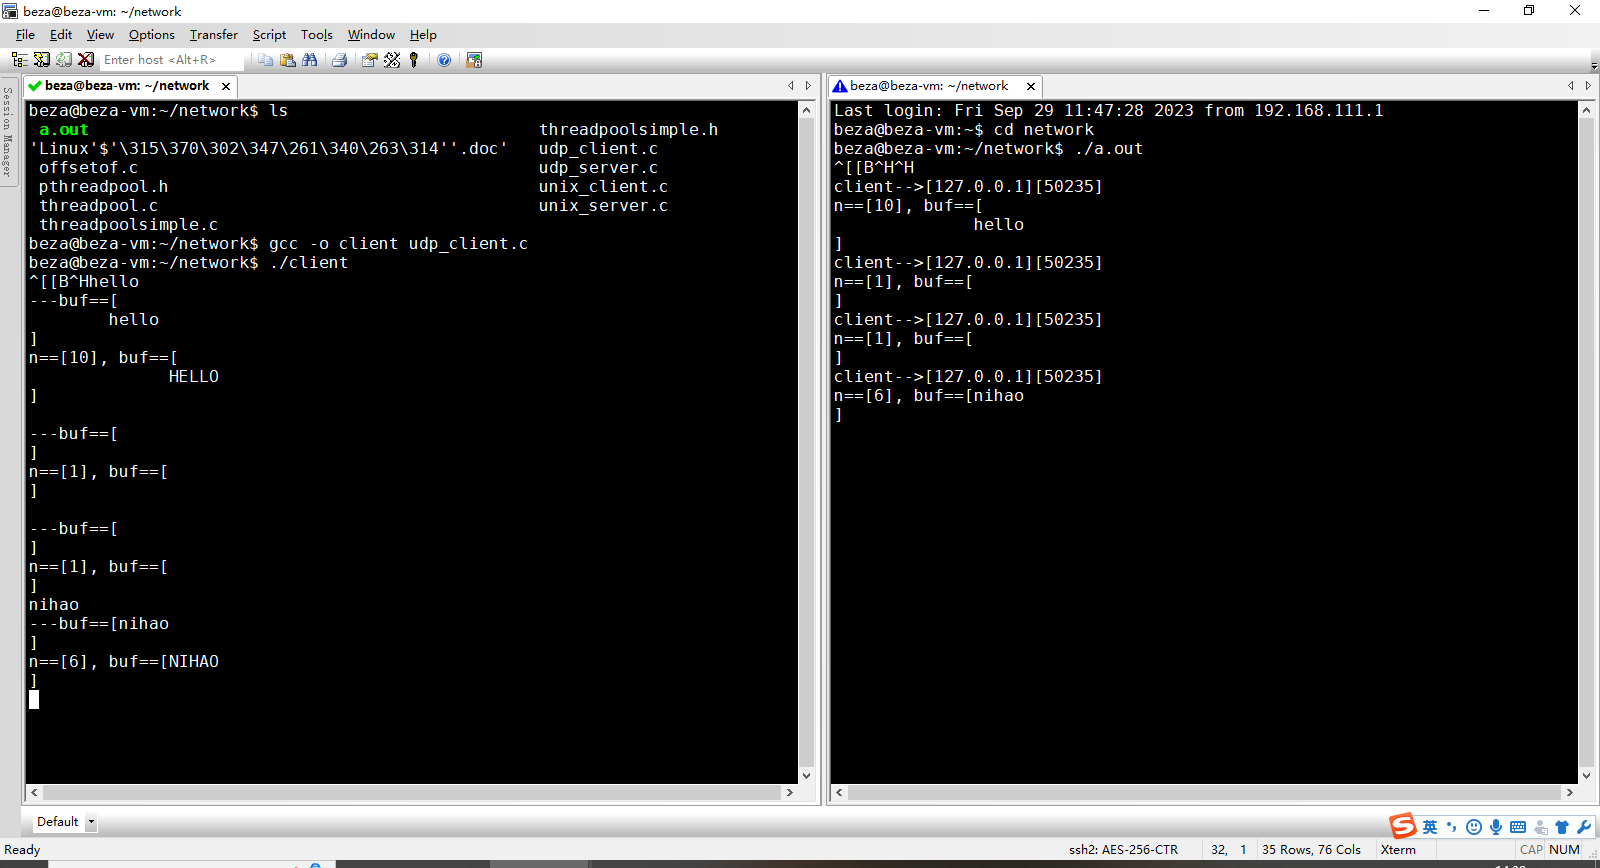 beza@beza-vm: ~/network
File Edit View Options Transfer Script Tools Window Help
Enter host <Alt+R>
Session Manager
beza@beza-vm: ~/network
beza@beza-vm:~/network$ ls
a.out threadpoolsimple.h
'Linux'$'\315\370\302\347\261\340\263\314''.doc' udp_client.c
offsetof.c udp_server.c
pthreadpool.h unix_client.c
threadpool.c unix_server.c
threadpoolsimple.c
beza@beza-vm:~/network$ gcc -o client udp_client.c
beza@beza-vm:~/network$ ./client
^[[B^Hhello
---buf==[
hello
]
n==[10], buf==[
HELLO
]
---buf==[
]
n==[1], buf==[
]
---buf==[
]
n==[1], buf==[
]
nihao
---buf==[nihao
]
n==[6], buf==[NIHAO
]
beza@beza-vm: ~/network
Last login: Fri Sep 29 11:47:28 2023 from 192.168.111.1
beza@beza-vm:~$ cd network
beza@beza-vm:~/network$ ./a.out
^[[B^H^H
client-->[127.0.0.1][50235]
n==[10], buf==[
hello
]
client-->[127.0.0.1][50235]
n==[1], buf==[
]
client-->[127.0.0.1][50235]
n==[1], buf==[
]
client-->[127.0.0.1][50235]
n==[6], buf==[nihao
]
Default
英
Ready ssh2: AES-256-CTR 32, 1 35 Rows, 76 Cols Xterm CAP NUM